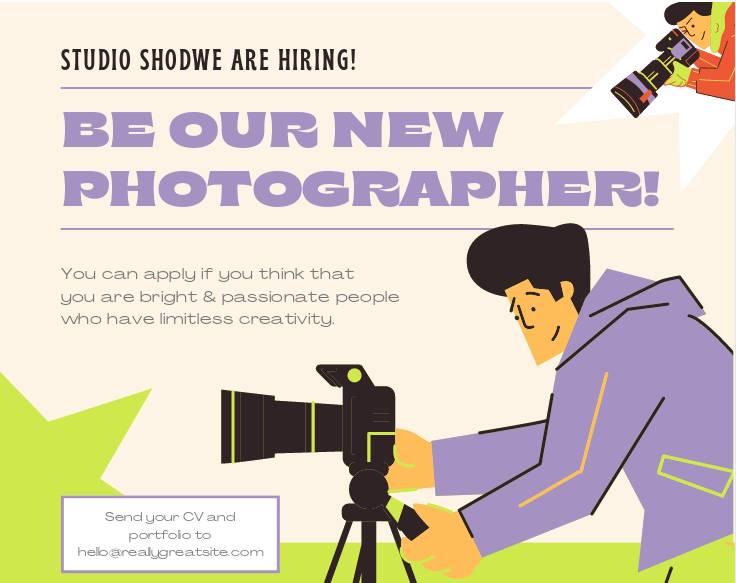 STUDIO SHODWE ARE HIRING!
BE OUR NEW
PHOTOGRAPHER!
You can apply if you think that
you are bright & passionate people
who have limitless creativity.
Send your CV and
portfolio to
hello@reallygreatsite.com